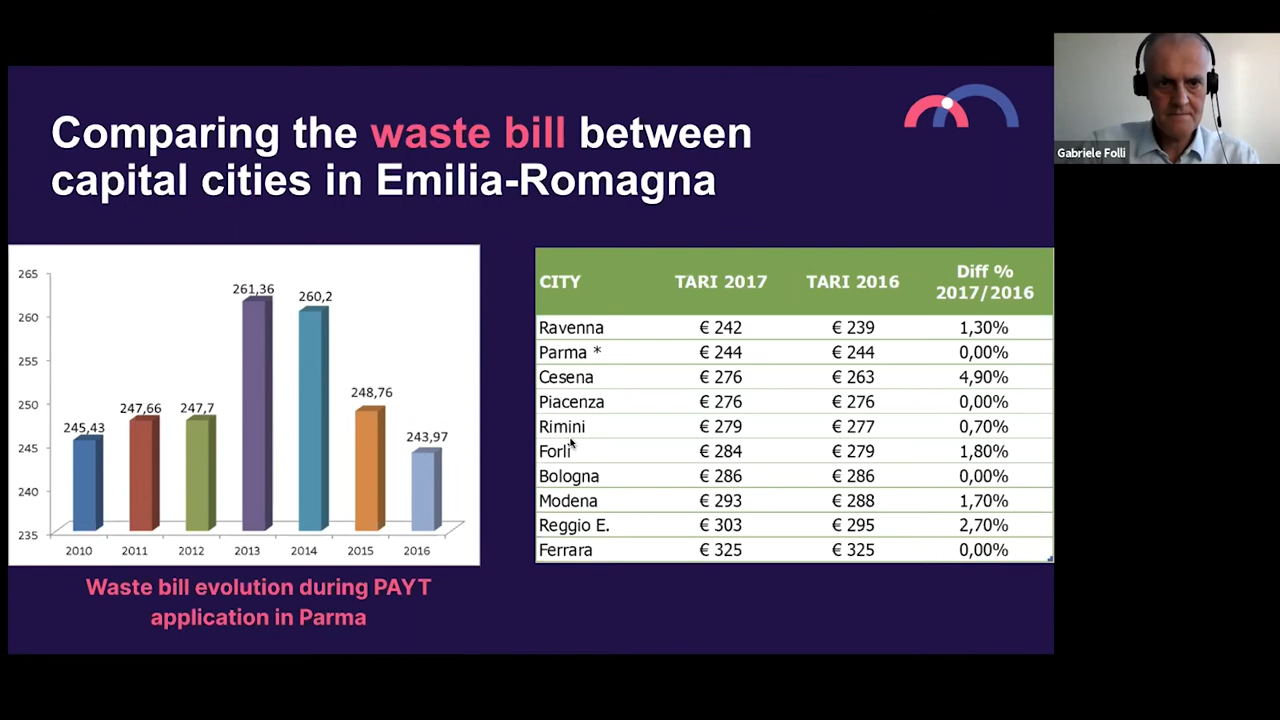 Comparing the waste bill between
capital cities in Emilia-Romagna
Gabriele Folli
265
260
255
250
245
240
235
245,43
247,66
247,7
261,36
260,2
248,76
243,97
2010 2011 2012 2013 2014 2015 2016
Waste bill evolution during PAYT
application in Parma
CITY TARI 2017 TARI 2016 Diff % 2017/2016
Ravenna € 242 € 239 1,30%
Parma * € 244 € 244 0,00%
Cesena € 276 € 263 4,90%
Piacenza € 276 € 276 0,00%
Rimini € 279 € 277 0,70%
Forlì € 284 € 279 1,80%
Bologna € 286 € 286 0,00%
Modena € 293 € 288 1,70%
Reggio E. € 303 € 295 2,70%
Ferrara € 325 € 325 0,00%